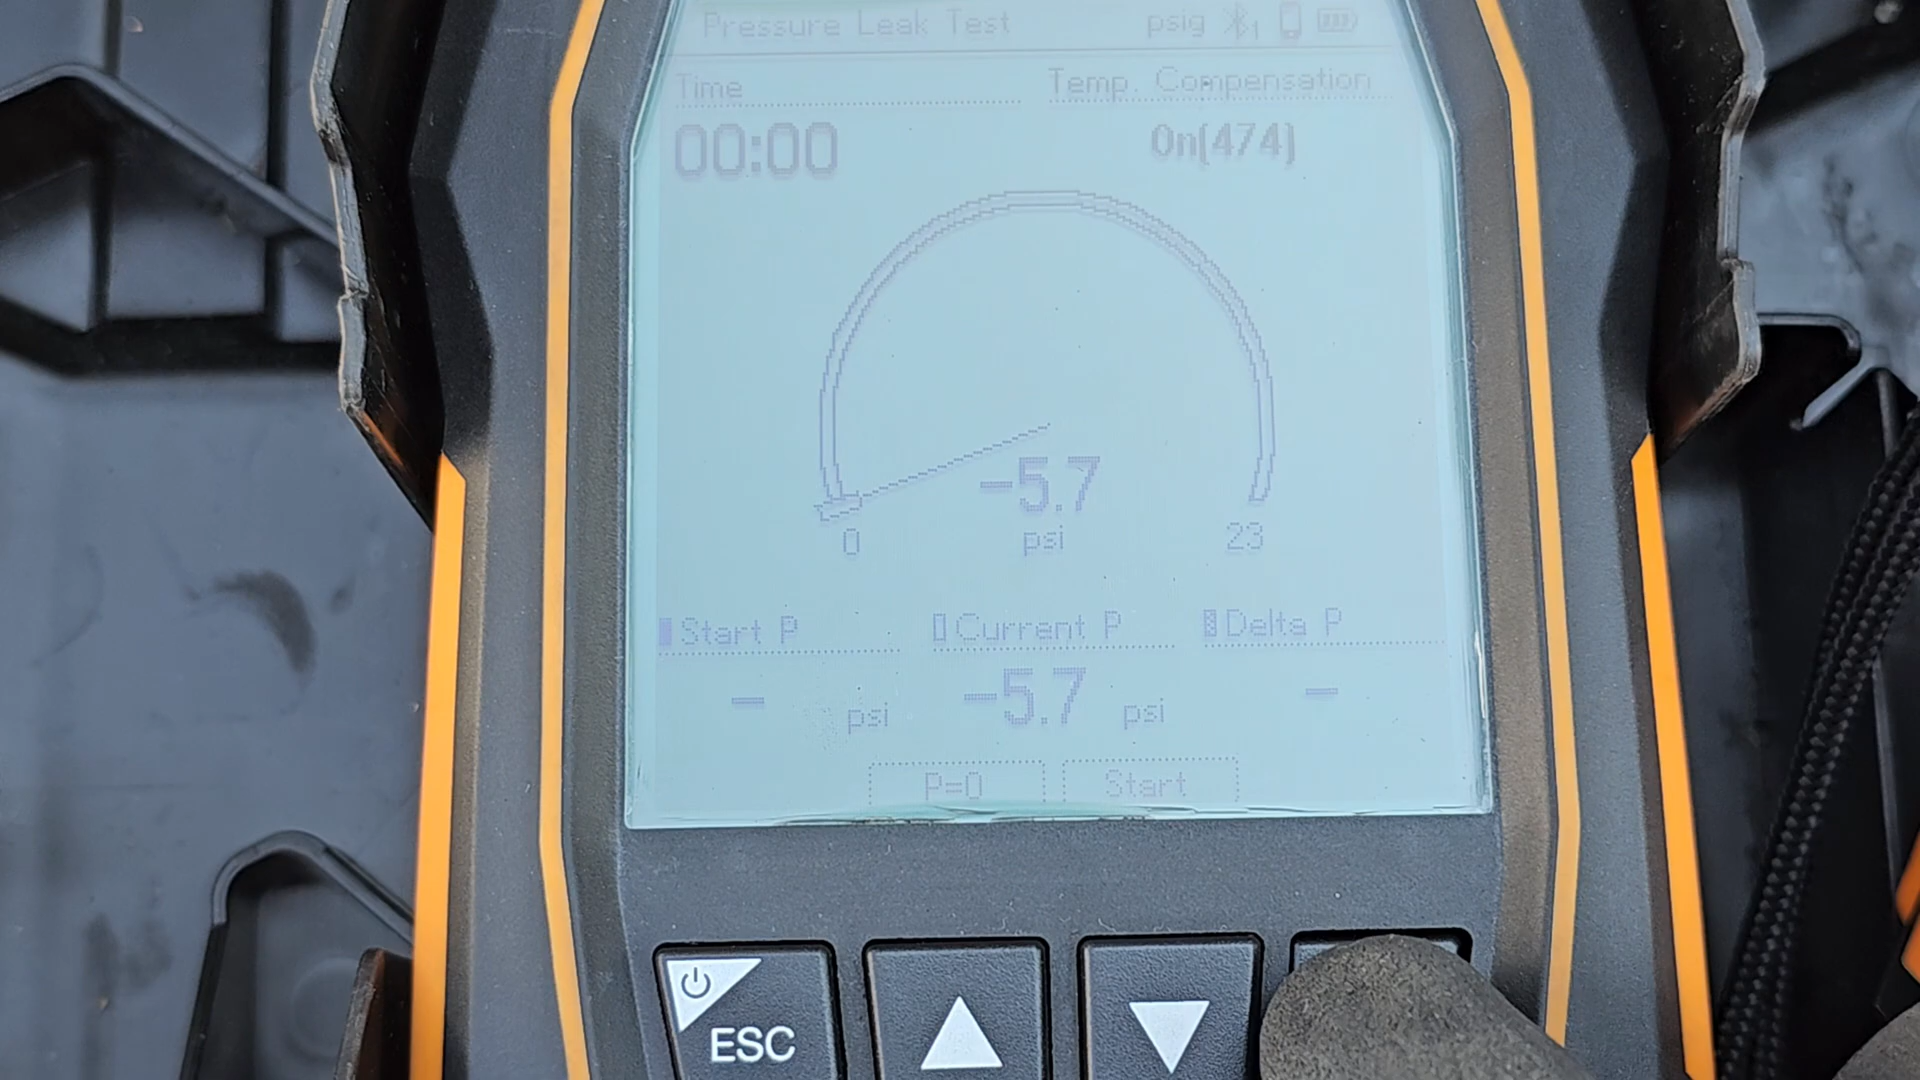 Pressure Leak Test psig 1
Time Temp. Compensation
00:00 On(474)
-5.7
0 psi 23
Start P Current P Delta P
- psi -5.7 psi -
P=0 Start
ESC